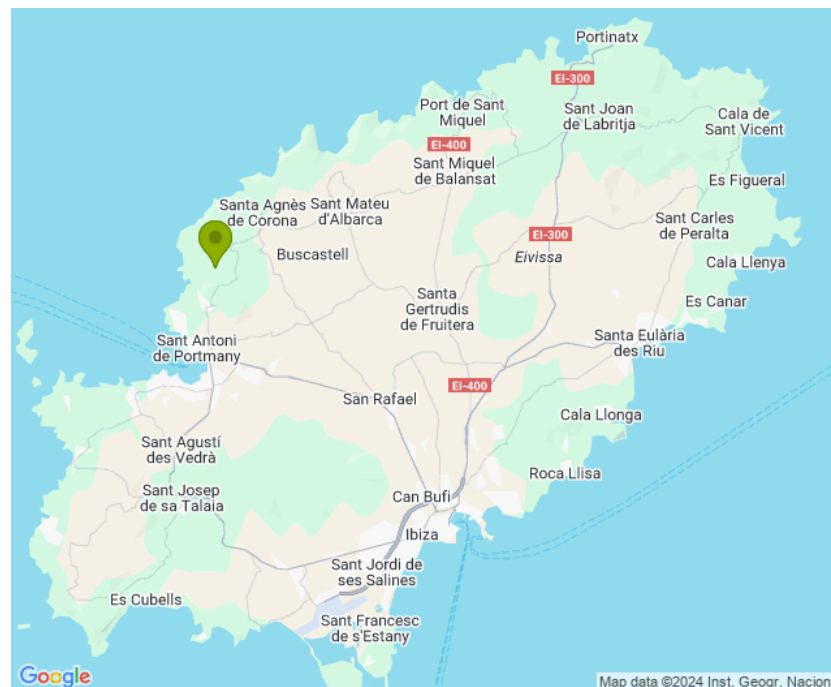 Portinatx
EI-300
Port de Sant
Miquel
Sant Joan
de Labritja
Cala de
Sant Vicent
EI-400
Sant Miquel
de Balansat
Es Figueral
Santa Agnès
de Corona
Sant Mateu
d'Albarca
Sant Carles
de Peralta
EI-300
Buscastell
Eivissa
Cala Llenya
Santa
Gertrudis
de Fruitera
Es Canar
Sant Antoni
de Portmany
Santa Eulària
des Riu
EI-400
San Rafael
Cala Llonga
Sant Agustí
des Vedrà
Roca Llisa
Sant Josep
de sa Talaia
Can Bufi
Ibiza
Sant Jordi de
ses Salines
Es Cubells
Sant Francesc
de s'Estany
Google
Map data ©2024 Inst. Geogr. Nacion